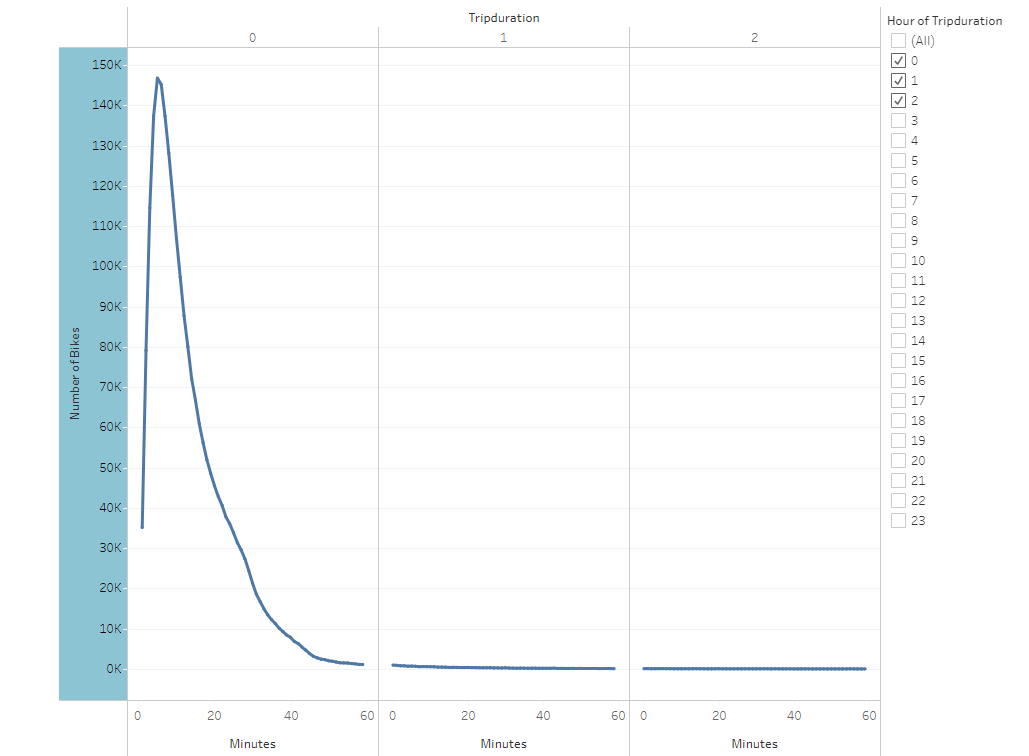 Tripduration
0 1 2
150K
140K
130K
120K
110K
100K
90K
80K
70K
60K
50K
40K
30K
20K
10K
0K
Number of Bikes
0 20 40 60 0 20 40 60 0 20 40 60
Minutes Minutes Minutes
Hour of Tripduration
(All)
0
1
2
3
4
5
6
7
8
9
10
11
12
13
14
15
16
17
18
19
20
21
22
23